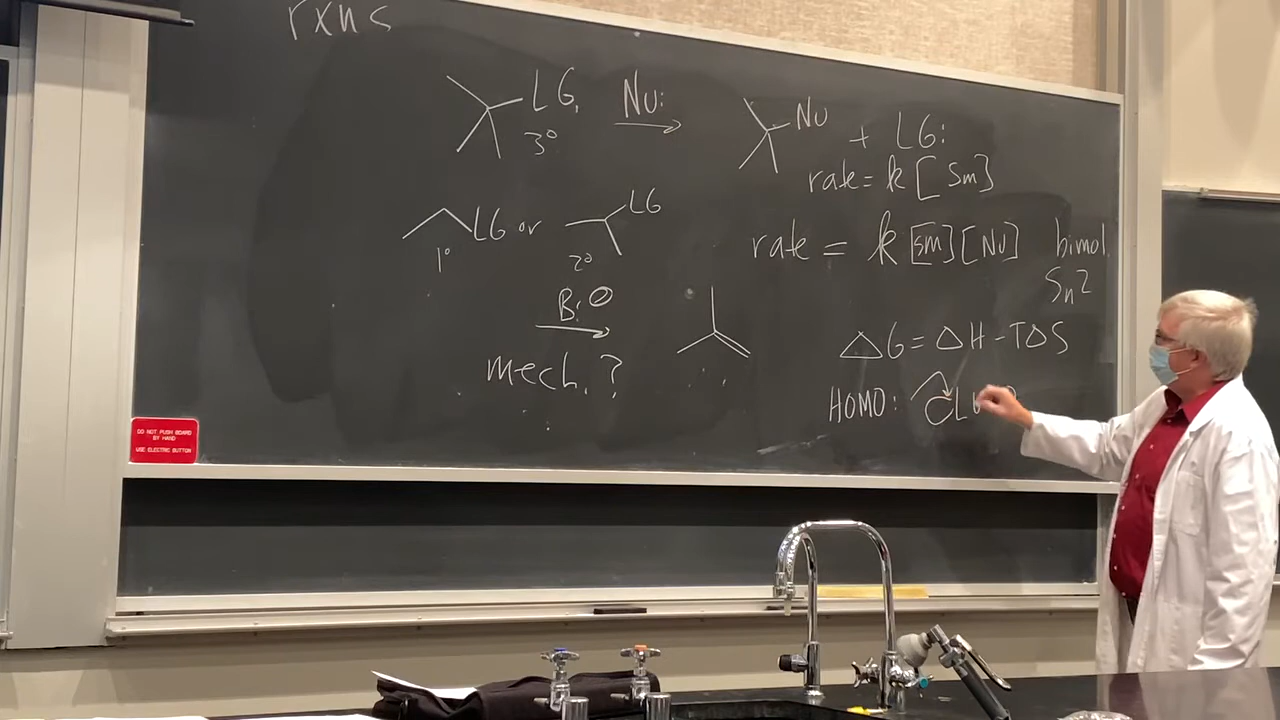 rxns
LG,
3°
Nu:
Nu
+ LG:
rate = k [Sm]
LG or
1°
LG
2°
rate = k [sm][Nu] bimol.
Sn2
B:⊖
mech. ?
△G = △H - T△S
HOMO:
DO NOT PUSH BOARD
BY HAND
USE ELECTRIC BUTTON